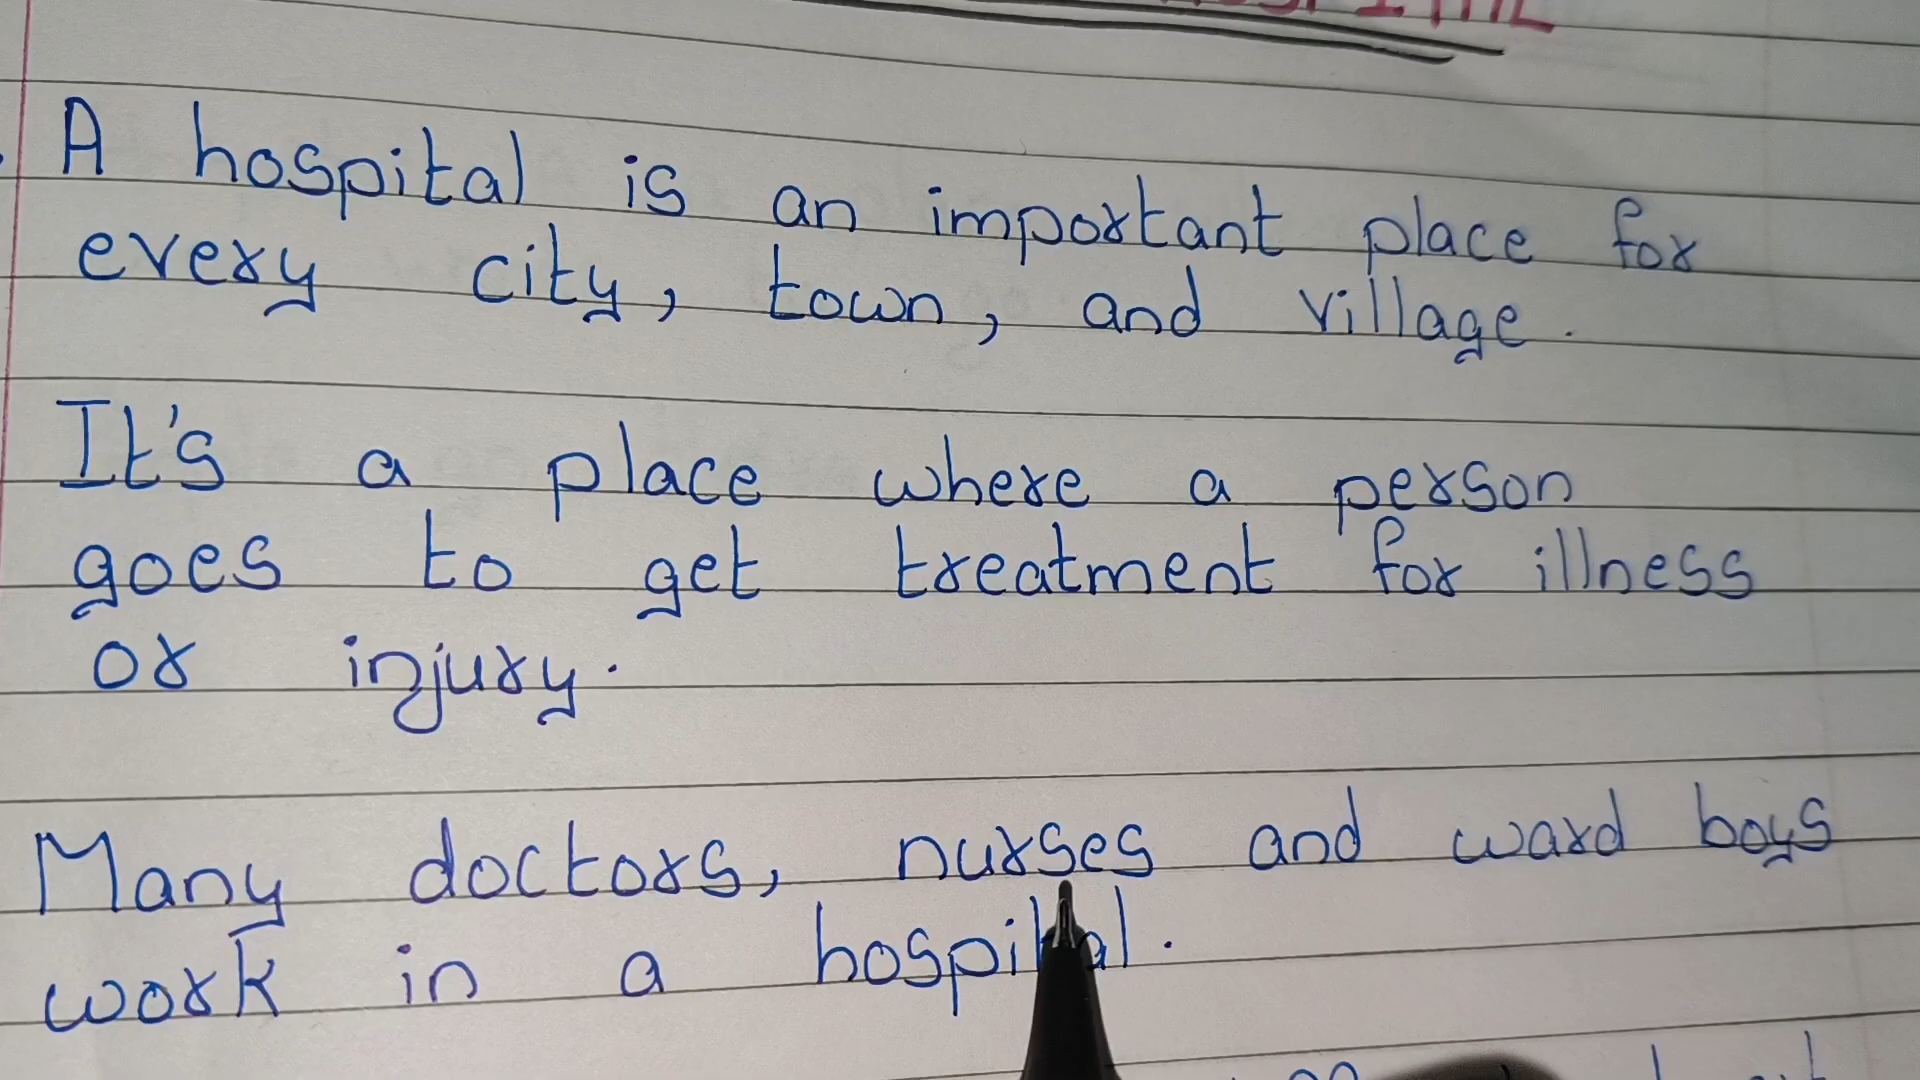 A hospital is an important place for
every city, town, and village.
It's a place where a person
goes to get treatment for illness
or injury.
Many doctors, nurses and ward boys
work in a hospital.